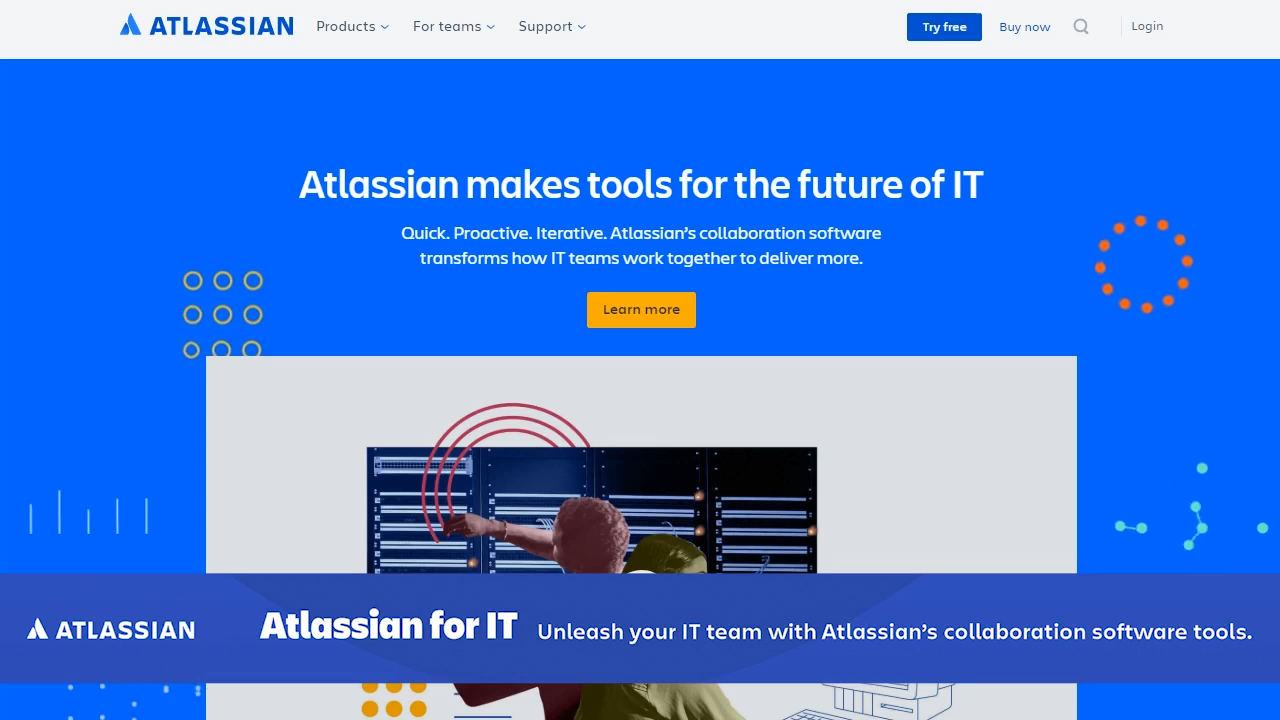 ATLASSIAN Products For teams Support Try free Buy now Login
Atlassian makes tools for the future of IT
Quick. Proactive. Iterative. Atlassian's collaboration software
transforms how IT teams work together to deliver more.
Learn more
ATLASSIAN Atlassian for IT Unleash your IT team with Atlassian's collaboration software tools.